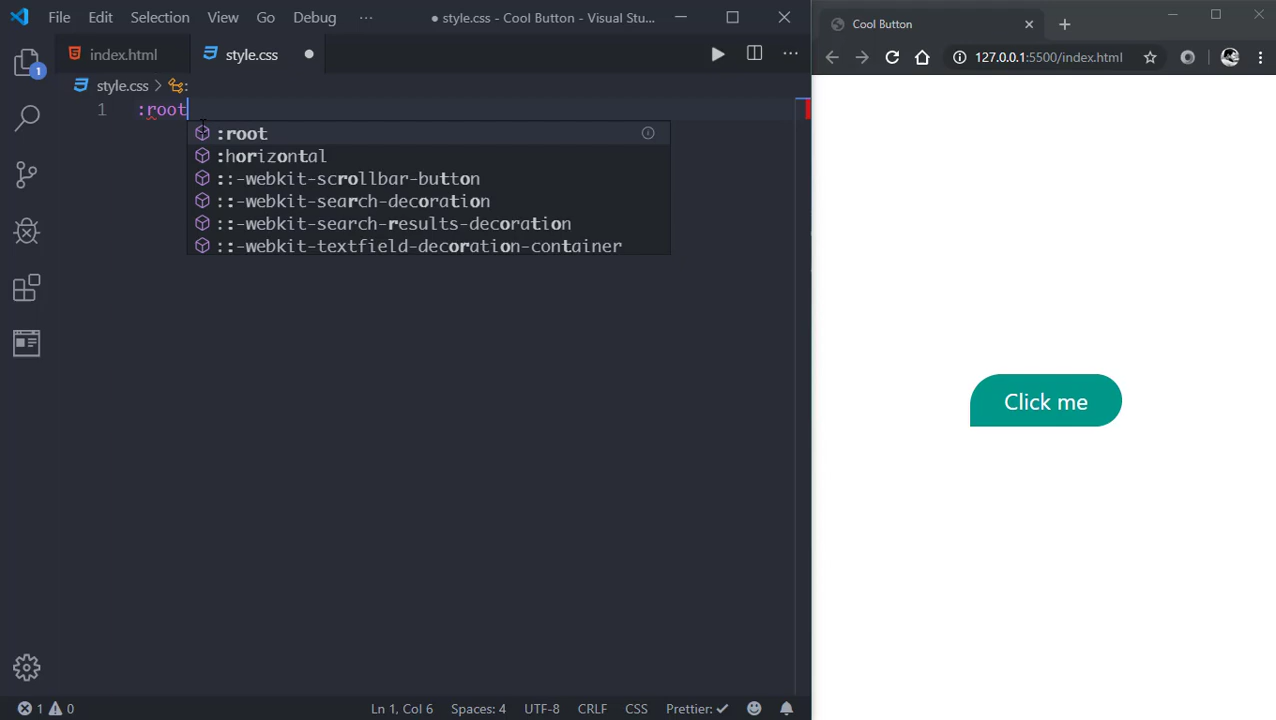 File Edit Selection View Go Debug ··· ● style.css - Cool Button - Visual Stu...
index.html style.css ●
style.css > :
1 :root
:root
:horizontal
::-webkit-scrollbar-button
::-webkit-search-decoration
::-webkit-search-results-decoration
::-webkit-textfield-decoration-container
1
1 0 Ln 1, Col 6 Spaces: 4 UTF-8 CRLF CSS Prettier: ✓
Cool Button
127.0.0.1:5500/index.html
Click me